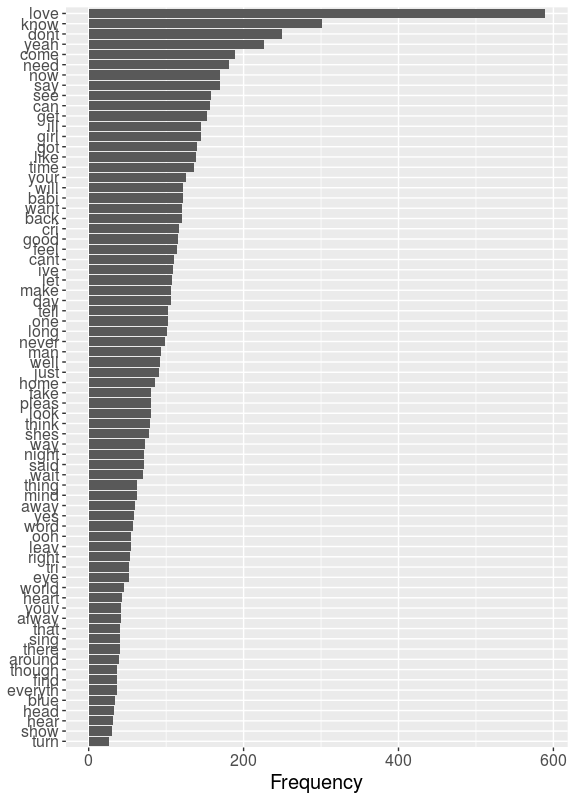 love
know
dont
yeah
come
need
now
say
see
can
get
ill
girl
got
like
time
your
will
babi
want
back
cri
good
feel
cant
ive
let
make
day
tell
one
long
never
man
well
just
home
take
pleas
look
think
shes
way
night
said
wait
thing
mind
away
yes
word
ooh
leav
right
tri
eye
world
heart
youv
alway
that
sing
there
around
though
find
everyth
blue
head
hear
show
turn
0 200 400 600
Frequency